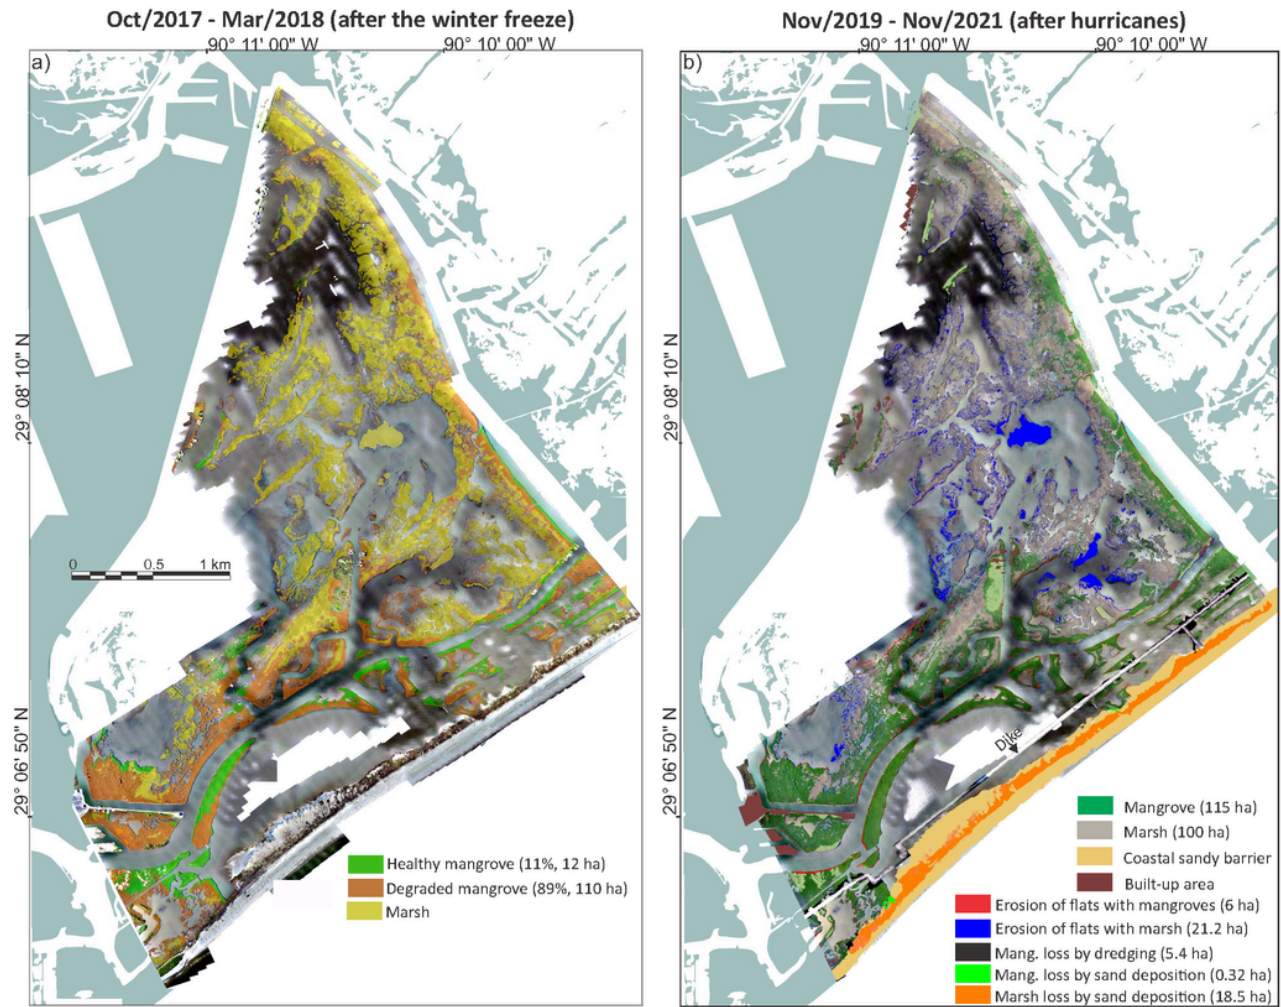 Oct/2017 - Mar/2018 (after the winter freeze)
90° 11' 00" W
90° 10' 00" W
a)
29° 08' 10" N
29° 06' 50" N
0 0.5 1 km
Healthy mangrove (11%, 12 ha)
Degraded mangrove (89%, 110 ha)
Marsh
Nov/2019 - Nov/2021 (after hurricanes)
90° 11' 00" W
90° 10' 00" W
b)
29° 08' 10" N
29° 06' 50" N
Dike
Mangrove (115 ha)
Marsh (100 ha)
Coastal sandy barrier
Built-up area
Erosion of flats with mangroves (6 ha)
Erosion of flats with marsh (21.2 ha)
Mang. loss by dredging (5.4 ha)
Mang. loss by sand deposition (0.32 ha)
Marsh loss by sand deposition (18.5 ha)